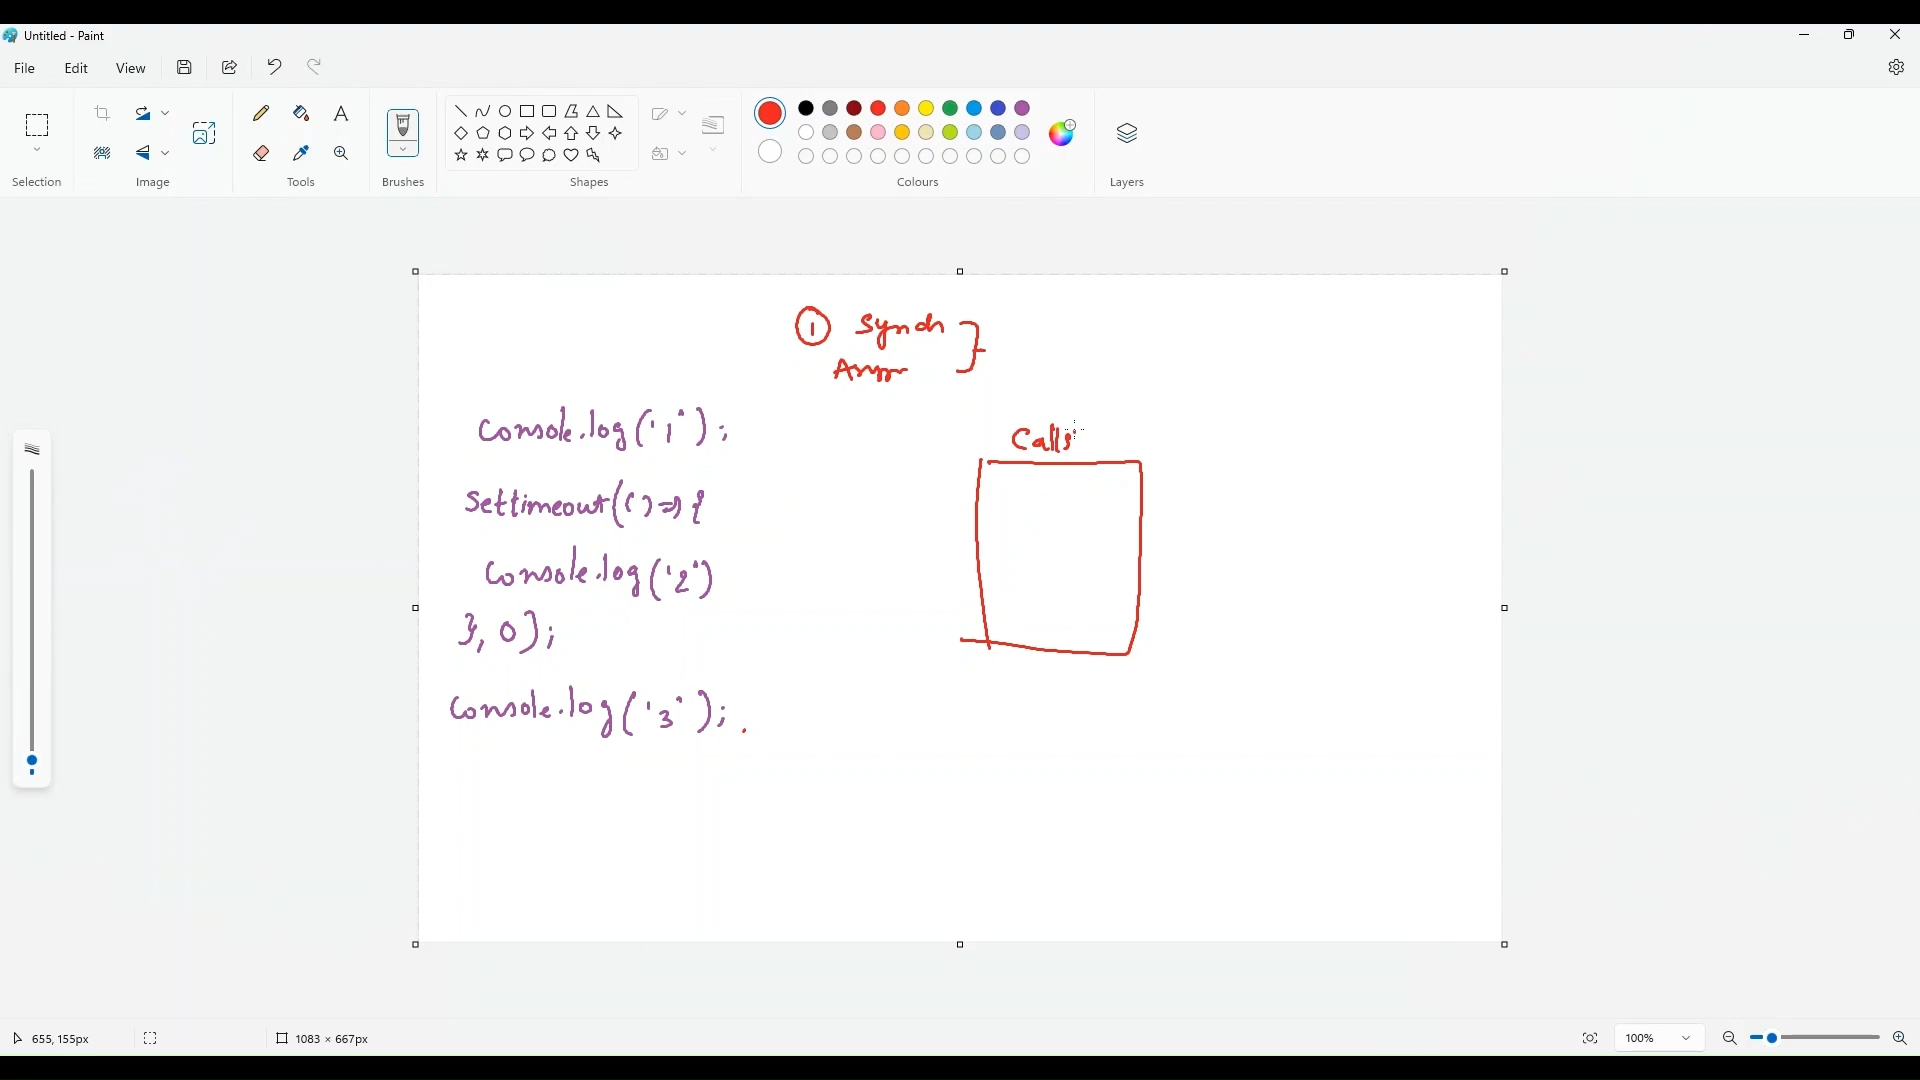 Untitled - Paint
File Edit View
Selection Image Tools Brushes Shapes Colours Layers
① Synch
Console.log('1');
Calls
Settimeout(() => {
Console.log('2')
}, 0);
Console.log('3');
655, 155px 1083 × 667px 100%